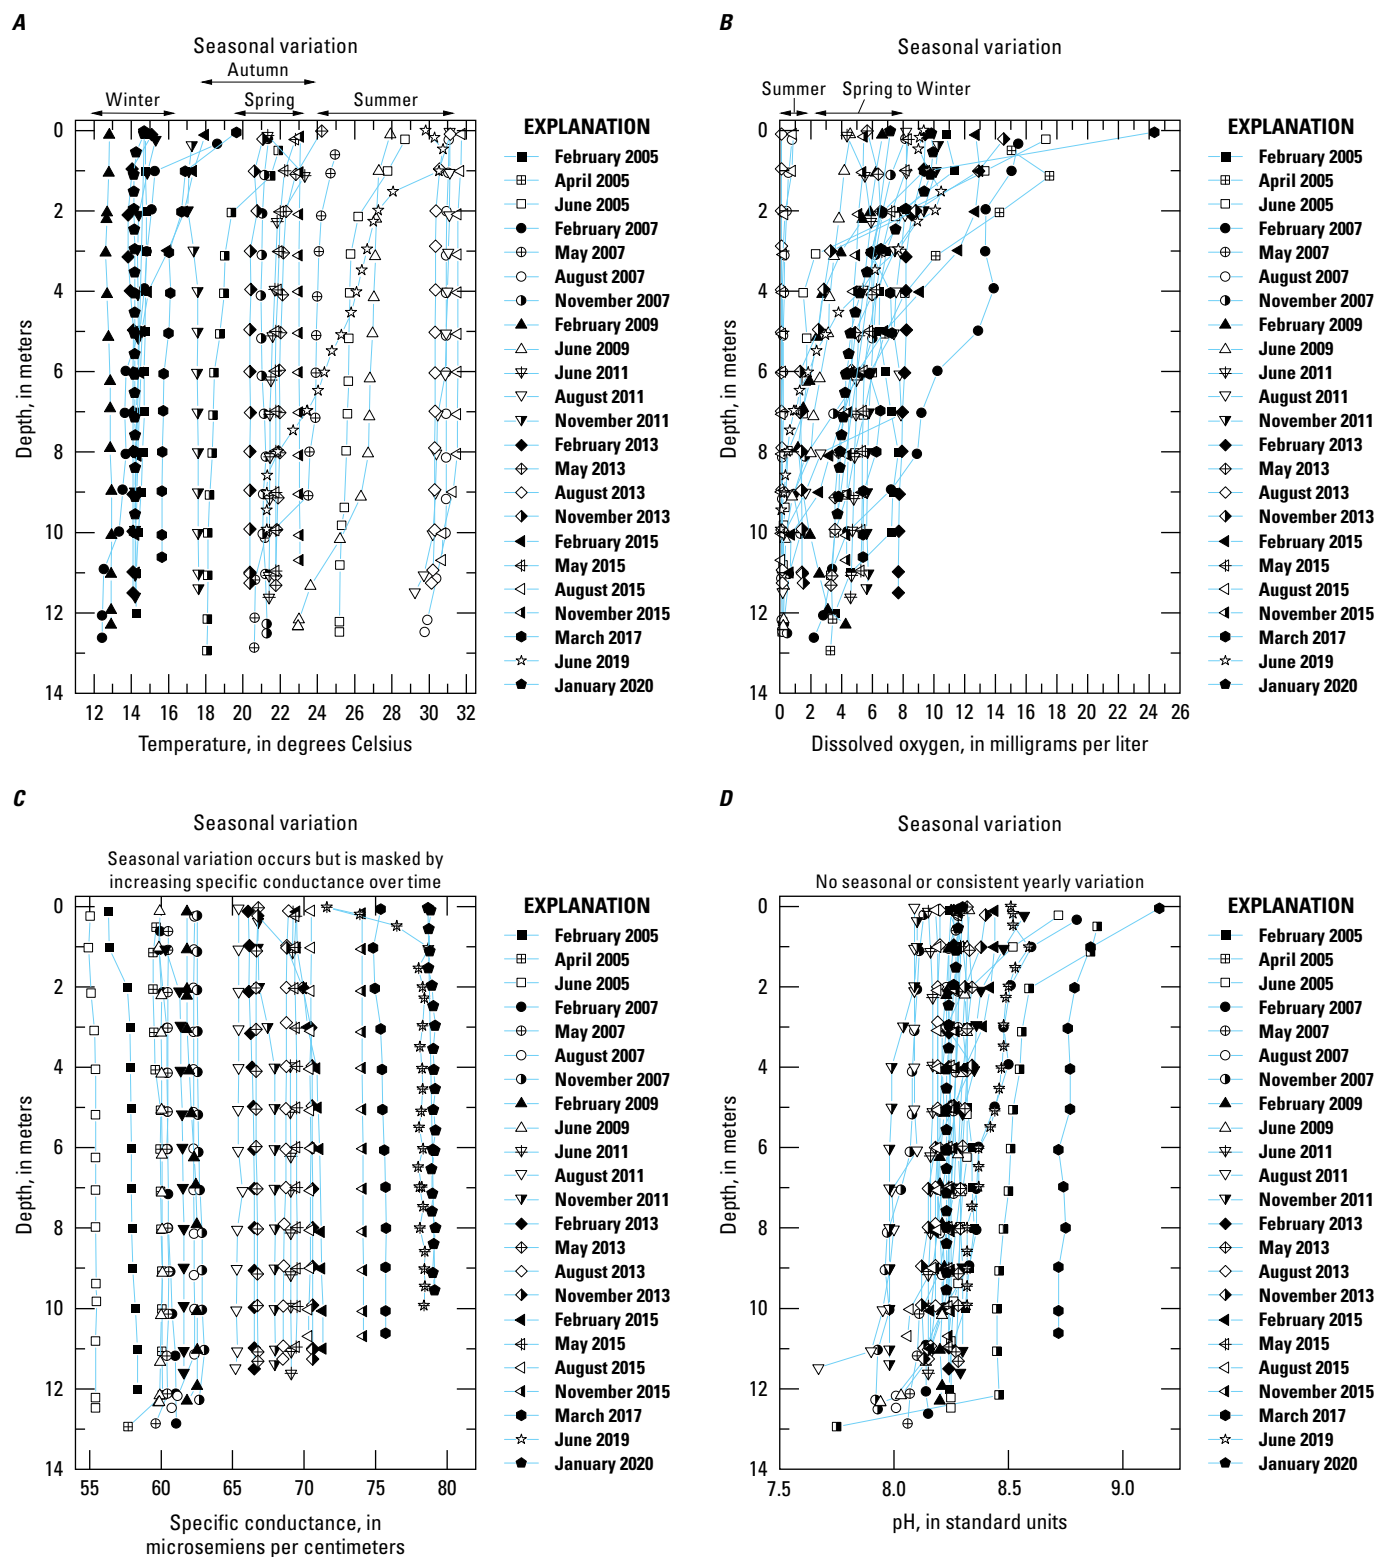 A
Seasonal variation
Autumn
Winter
Spring
Summer
0
2
4
6
8
10
12
14
Depth, in meters
12 14 16 18 20 22 24 26 28 30 32
Temperature, in degrees Celsius
EXPLANATION
February 2005
April 2005
June 2005
February 2007
May 2007
August 2007
November 2007
February 2009
June 2009
June 2011
August 2011
November 2011
February 2013
May 2013
August 2013
November 2013
February 2015
May 2015
August 2015
November 2015
March 2017
June 2019
January 2020
B
Seasonal variation
Summer
Spring to Winter
0
2
4
6
8
10
12
14
Depth, in meters
0 2 4 6 8 10 12 14 16 18 20 22 24 26
Dissolved oxygen, in milligrams per liter
EXPLANATION
February 2005
April 2005
June 2005
February 2007
May 2007
August 2007
November 2007
February 2009
June 2009
June 2011
August 2011
November 2011
February 2013
May 2013
August 2013
November 2013
February 2015
May 2015
August 2015
November 2015
March 2017
June 2019
January 2020
C
Seasonal variation
Seasonal variation occurs but is masked by
increasing specific conductance over time
0
2
4
6
8
10
12
14
Depth, in meters
55 60 65 70 75 80
Specific conductance, in
microsemiens per centimeters
EXPLANATION
February 2005
April 2005
June 2005
February 2007
May 2007
August 2007
November 2007
February 2009
June 2009
June 2011
August 2011
November 2011
February 2013
May 2013
August 2013
November 2013
February 2015
May 2015
August 2015
November 2015
March 2017
June 2019
January 2020
D
Seasonal variation
No seasonal or consistent yearly variation
0
2
4
6
8
10
12
14
Depth, in meters
7.5 8.0 8.5 9.0
pH, in standard units
EXPLANATION
February 2005
April 2005
June 2005
February 2007
May 2007
August 2007
November 2007
February 2009
June 2009
June 2011
August 2011
November 2011
February 2013
May 2013
August 2013
November 2013
February 2015
May 2015
August 2015
November 2015
March 2017
June 2019
January 2020